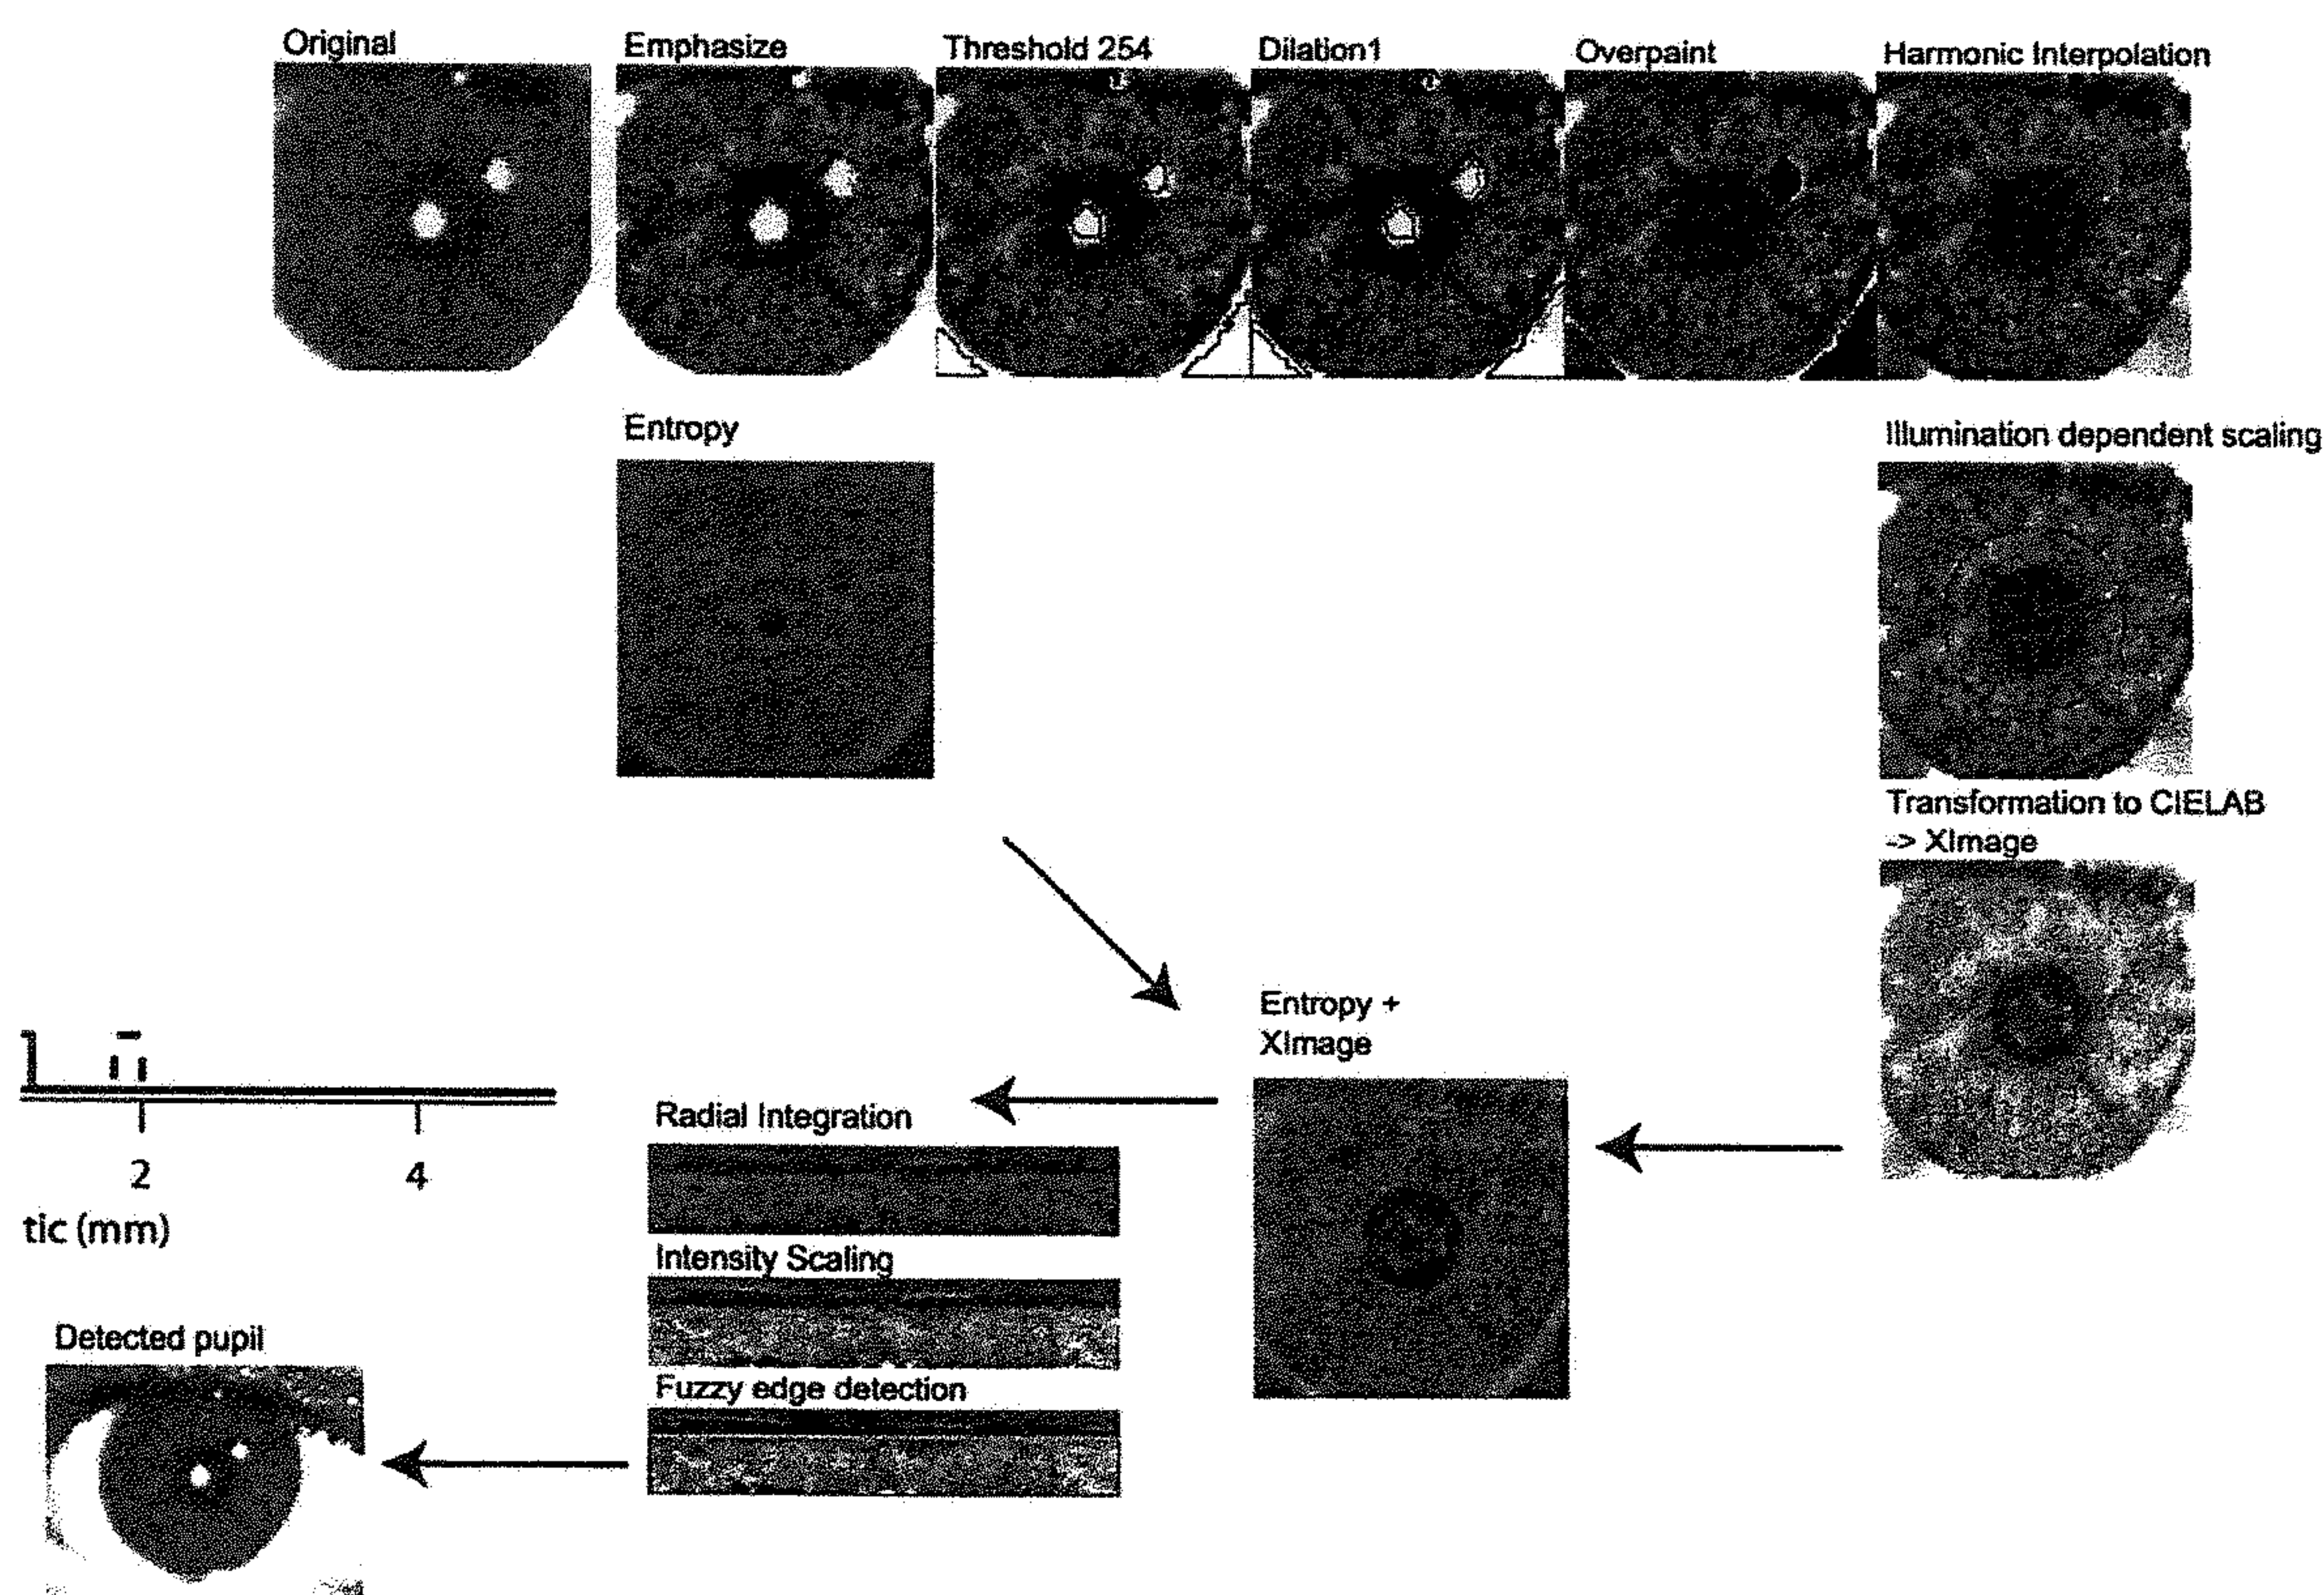 Original
Emphasize
Threshold 254
Dilation1
Overpaint
Harmonic Interpolation
Entropy
Illumination dependent scaling
Transformation to CIELAB
-> XImage
Entropy +
XImage
Radial Integration
2
4
tic (mm)
Intensity Scaling
Detected pupil
Fuzzy edge detection